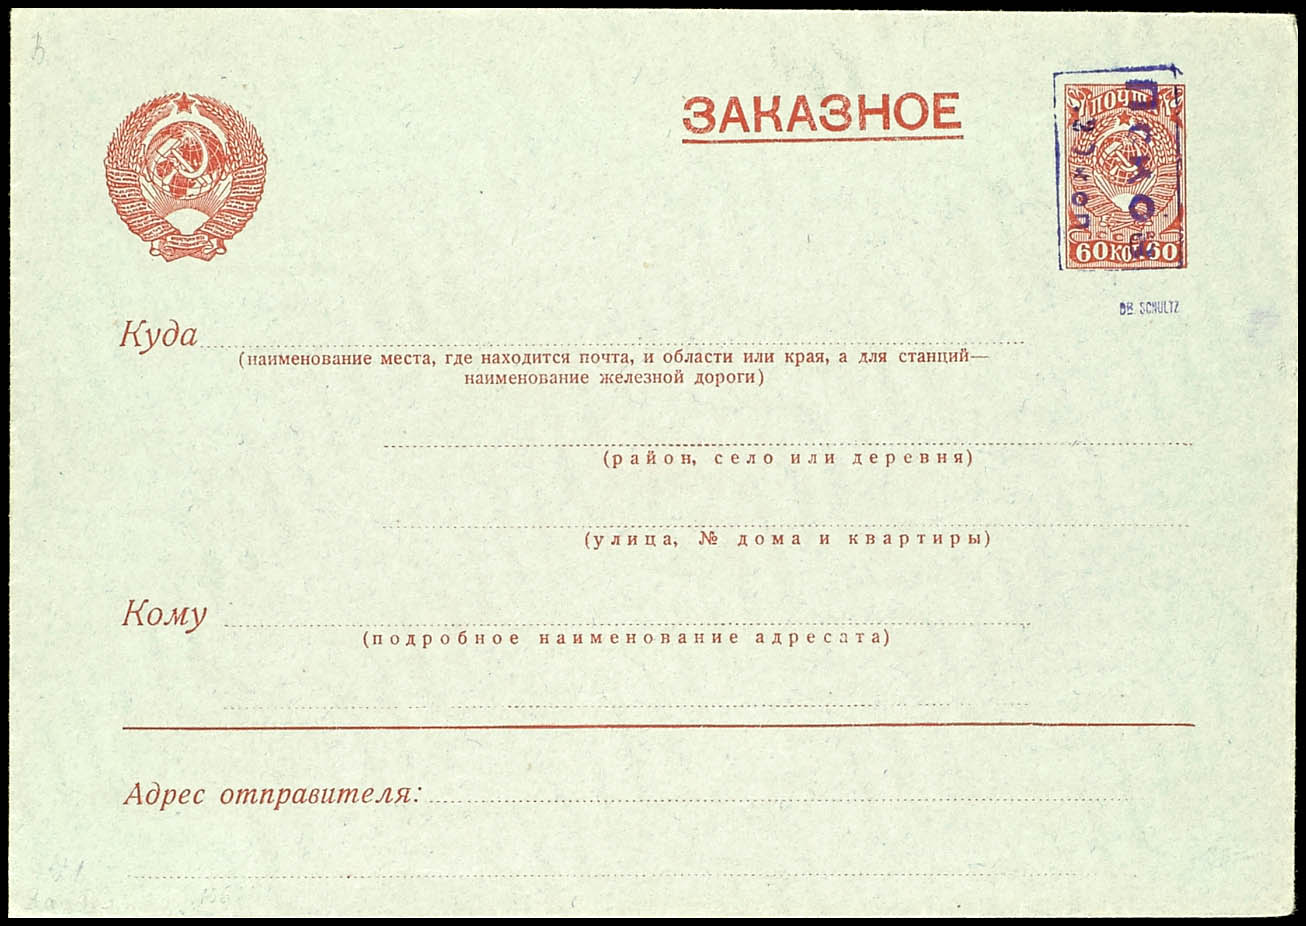 ЗАКАЗНОЕ
ПОЧТА
СССР
60 КОП 60
DR. SCHULTZ
Куда
(наименование места, где находится почта, и области или края, а для станций—
наименование железной дороги)
(район, село или деревня)
(улица, № дома и квартиры)
Кому
(подробное наименование адресата)
Адрес отправителя: